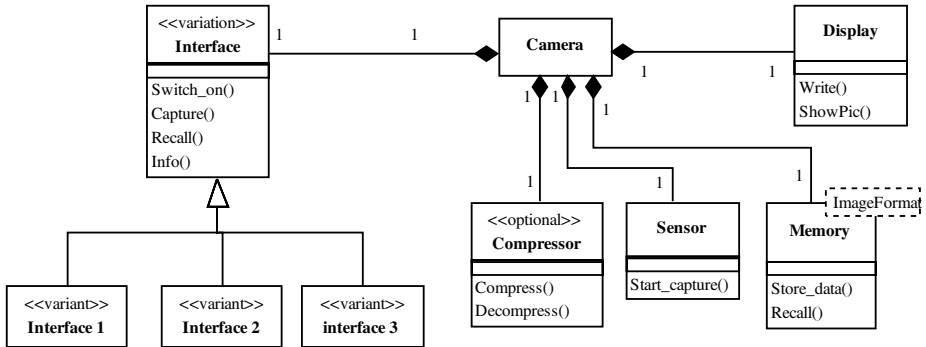 <<variation>>
Interface
Switch_on()
Capture()
Recall()
Info()
1
1
Camera
1
1
Display
Write()
ShowPic()
1
1
1
1
1
1
<<optional>>
Compressor
Compress()
Decompress()
Sensor
Start_capture()
ImageFormat
Memory
Store_data()
Recall()
<<variant>>
Interface 1
<<variant>>
Interface 2
<<variant>>
interface 3